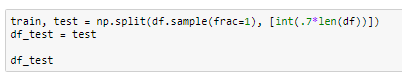 train, test = np.split(df.sample(frac=1), [int(.7*len(df))])
df_test = test
df_test